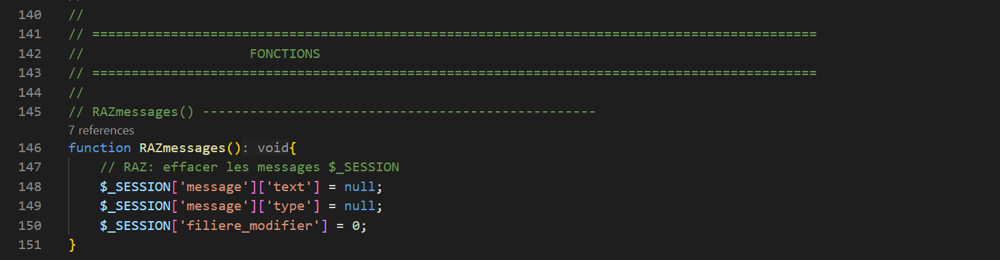 140 //
141 // ============================================================================================
142 // FONCTIONS
143 // ============================================================================================
144 //
145 // RAZmessages() --------------------------------------------------
7 references
146 function RAZmessages(): void{
147 // RAZ: effacer les messages $_SESSION
148 $_SESSION['message']['text'] = null;
149 $_SESSION['message']['type'] = null;
150 $_SESSION['filiere_modifier'] = 0;
151 }